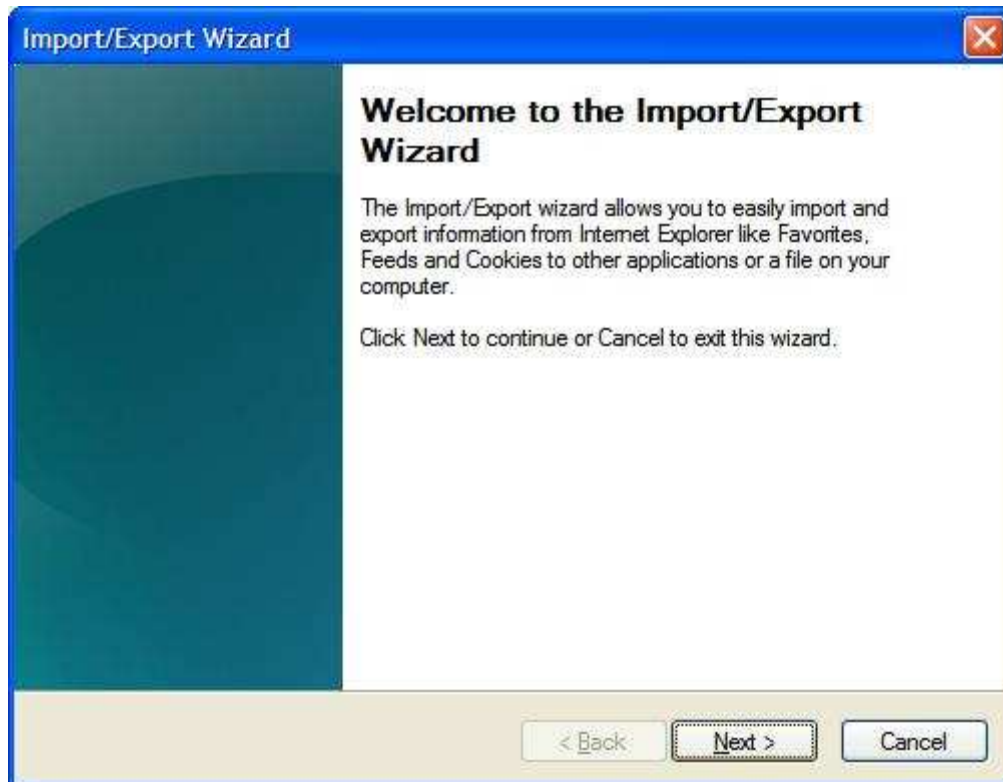 Import/Export Wizard
Welcome to the Import/Export
Wizard
The Import/Export wizard allows you to easily import and
export information from Internet Explorer like Favorites,
Feeds and Cookies to other applications or a file on your
computer.
Click Next to continue or Cancel to exit this wizard.
< Back Next > Cancel